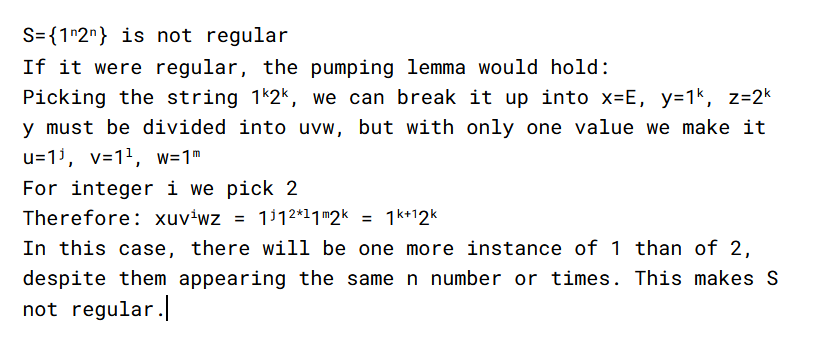 S={1ⁿ2ⁿ} is not regular
If it were regular, the pumping lemma would hold:
Picking the string 1ᵏ2ᵏ, we can break it up into x=E, y=1ᵏ, z=2ᵏ
y must be divided into uvw, but with only one value we make it
u=1ʲ, v=1ˡ, w=1ᵐ
For integer i we pick 2
Therefore: xuvⁱwz = 1ʲ1²*ˡ1ᵐ2ᵏ = 1ᵏ⁺ˡ2ᵏ
In this case, there will be one more instance of 1 than of 2,
despite them appearing the same n number or times. This makes S
not regular.